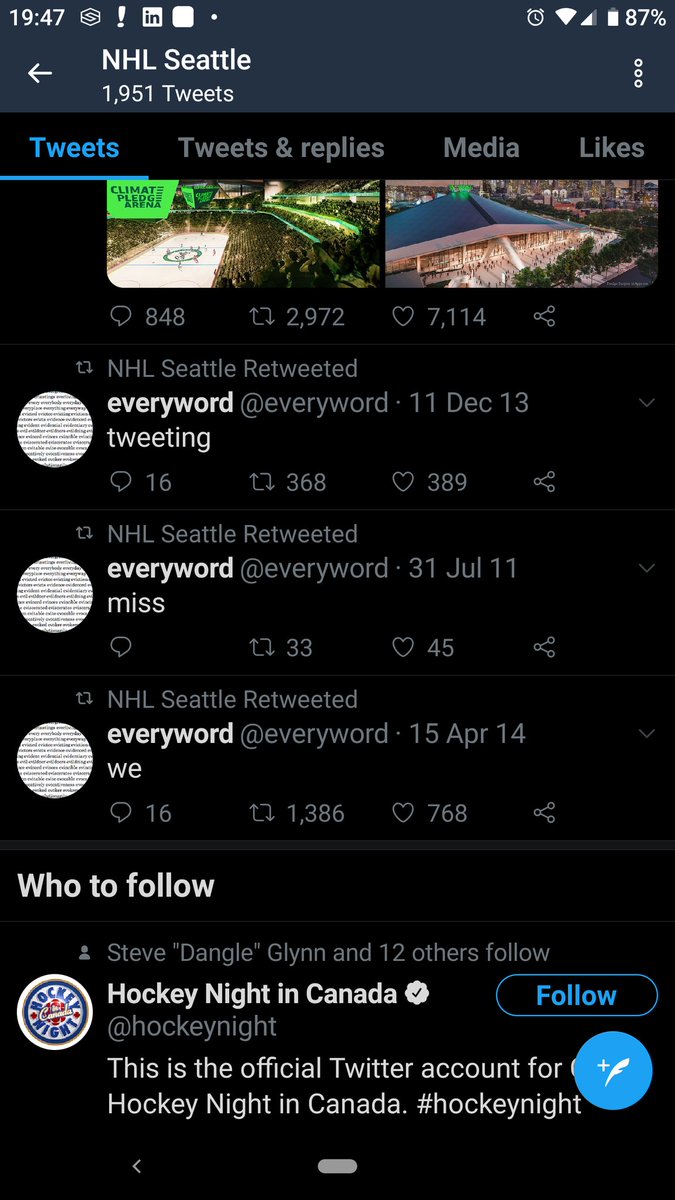 19:47
87%
NHL Seattle
1,951 Tweets
Tweets
Tweets & replies
Media
Likes
CLIMATE
PLEDGE
ARENA
848
2,972
7,114
NHL Seattle Retweeted
everyword @everyword · 11 Dec 13
tweeting
16
368
389
NHL Seattle Retweeted
everyword @everyword · 31 Jul 11
miss
33
45
NHL Seattle Retweeted
everyword @everyword · 15 Apr 14
we
16
1,386
768
Who to follow
Steve "Dangle" Glynn and 12 others follow
HOCKEY
NIGHT
in Canada
Hockey Night in Canada
Follow
@hockeynight
This is the official Twitter account for
Hockey Night in Canada. #hockeynight